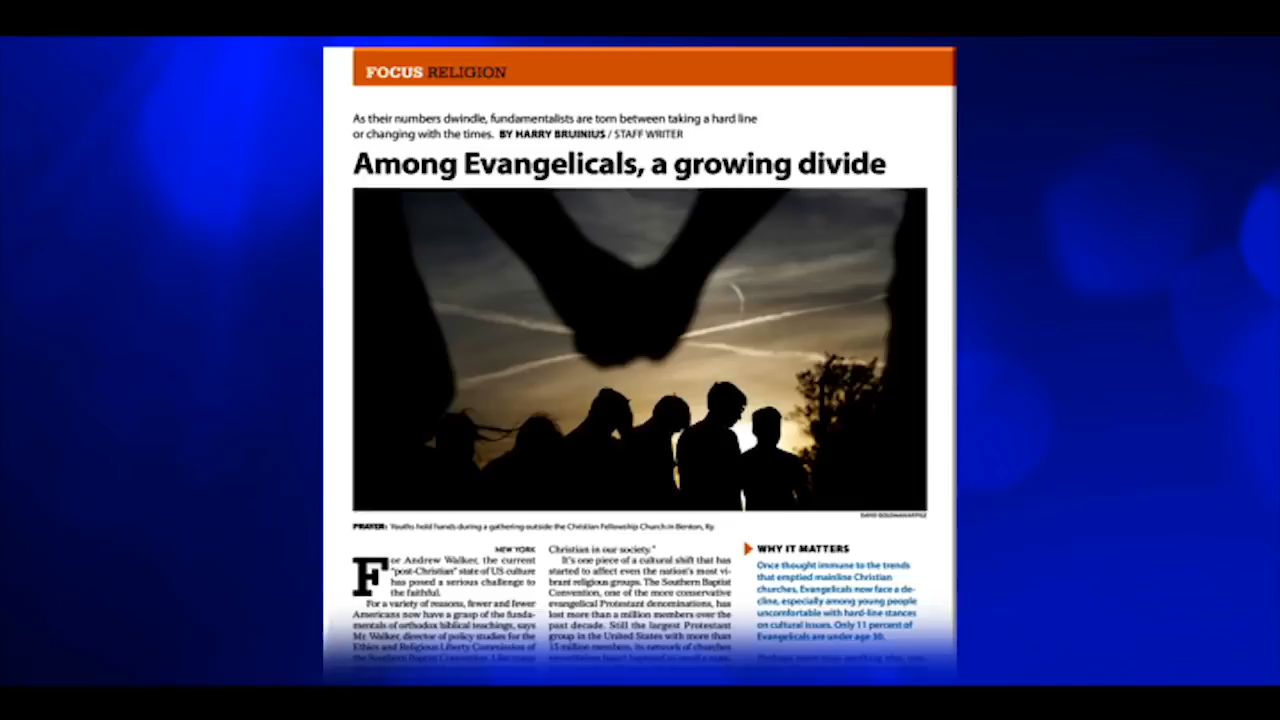 FOCUS RELIGION
As their numbers dwindle, fundamentalists are torn between taking a hard line
or changing with the times. BY HARRY BRUINIUS / STAFF WRITER
Among Evangelicals, a growing divide
DAVID GOLDMAN/AP/FILE
PRAYER: Youths hold hands during a gathering outside the Christian Fellowship Church in Benton, Ky.
NEW YORK
For Andrew Walker, the current
"post-Christian" state of US culture
has posed a serious challenge to
the faithful.
For a variety of reasons, fewer and fewer
Americans now have a grasp of the funda-
mentals of orthodox biblical teachings, says
Mr. Walker, director of policy studies for the
Ethics and Religious Liberty Commission of
the Southern Baptist Convention. Like many
Christian in our society."
It's one piece of a cultural shift that has
started to affect even the nation's most vi-
brant religious groups. The Southern Baptist
Convention, one of the more conservative
evangelical Protestant denominations, has
lost more than a million members over the
past decade. Still the largest Protestant
group in the United States with more than
15 million members, its network of churches
WHY IT MATTERS
Once thought immune to the trends
that emptied mainline Christian
churches, Evangelicals now face a de-
cline, especially among young people
uncomfortable with hard-line stances
on cultural issues. Only 11 percent of
Evangelicals are under age 30.